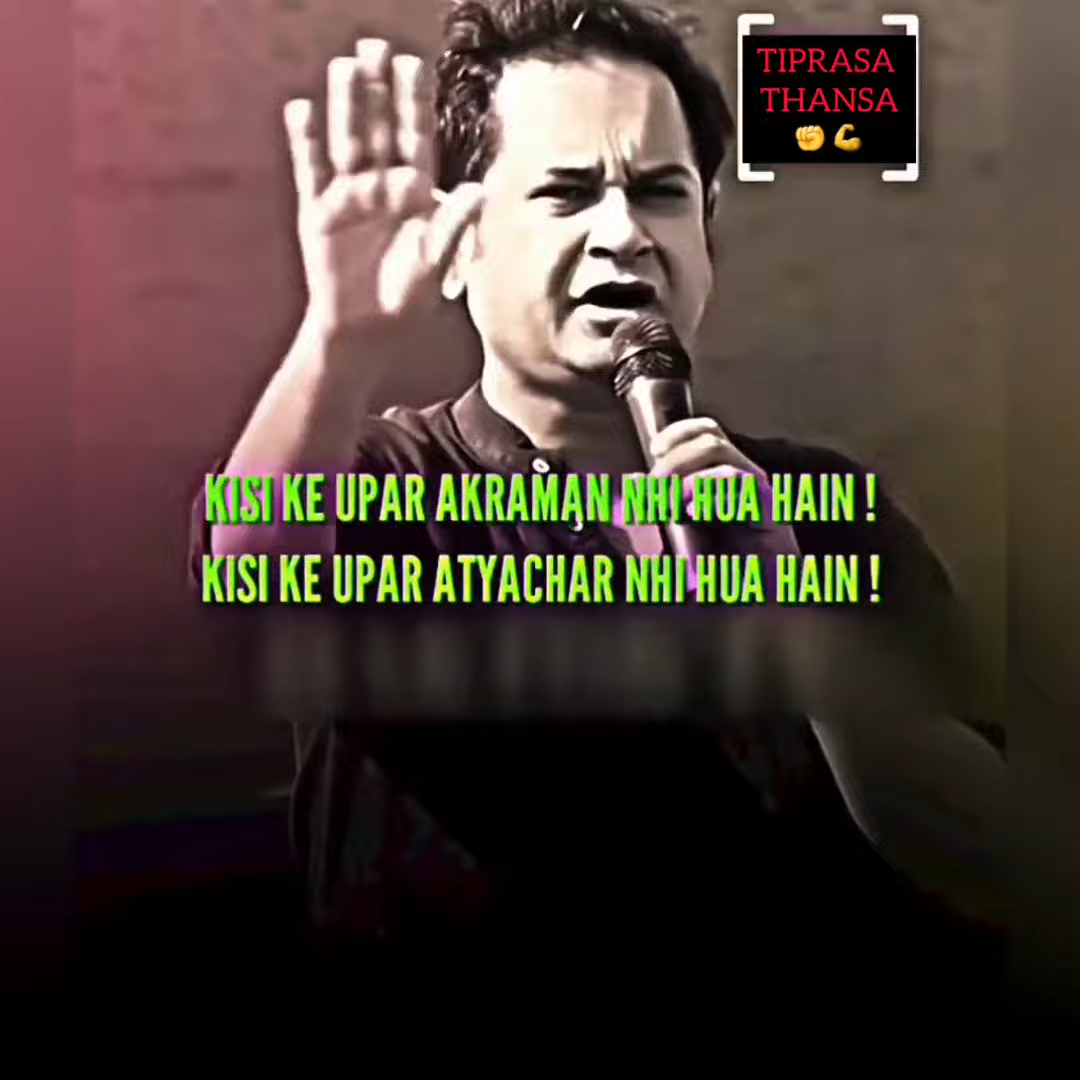 TIPRASA
THANSA
✊💪
KISI KE UPAR AKRAMAN NHI HUA HAIN !
KISI KE UPAR ATYACHAR NHI HUA HAIN !